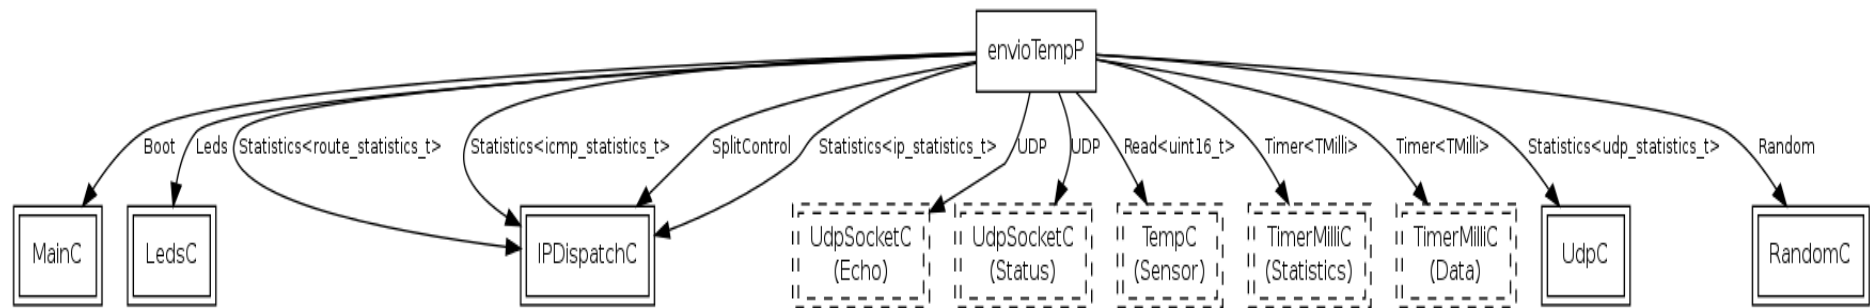 envioTempP
Boot
Leds
Statistics<route_statistics_t>
Statistics<icmp_statistics_t>
SplitControl
Statistics<ip_statistics_t>
UDP
UDP
Read<uint16_t>
Timer<TMilli>
Timer<TMilli>
Statistics<udp_statistics_t>
Random
MainC
LedsC
IPDispatchC
UdpSocketC
(Echo)
UdpSocketC
(Status)
TempC
(Sensor)
TimerMilliC
(Statistics)
TimerMilliC
(Data)
UdpC
RandomC